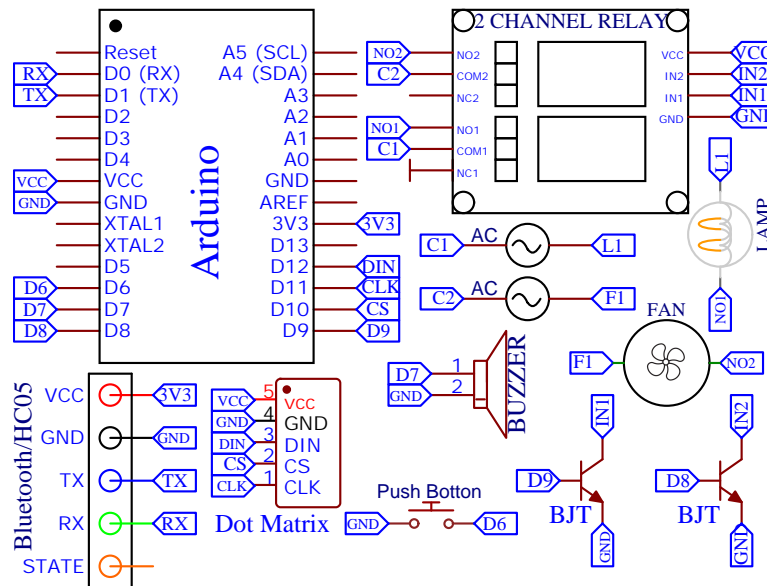 Reset
D0 (RX)
D1 (TX)
D2
D3
D4
VCC
GND
XTAL1
XTAL2
D5
D6
D7
D8
RX
TX
VCC
GND
D6
D7
D8
Arduino
A5 (SCL)
A4 (SDA)
A3
A2
A1
A0
GND
AREF
3V3
D13
D12
D11
D10
D9
3V3
DIN
CLK
CS
D9
2 CHANNEL RELAY
NO2
C2
NO1
C1
NO2
COM2
NC2
NO1
COM1
NC1
VCC
IN2
IN1
GND
VCC
IN2
IN1
GND
C1
AC
L1
C2
AC
F1
L1
LAMP
NO1
FAN
F1
NO2
D7
GND
1
2
BUZZER
Bluetooth/HC05
VCC
GND
TX
RX
STATE
3V3
GND
TX
RX
VCC
GND
DIN
CS
CLK
5
4
3
2
1
VCC
GND
DIN
CS
CLK
Dot Matrix
Push Botton
GND
D6
IN1
D9
BJT
GND
IN2
D8
BJT
GND